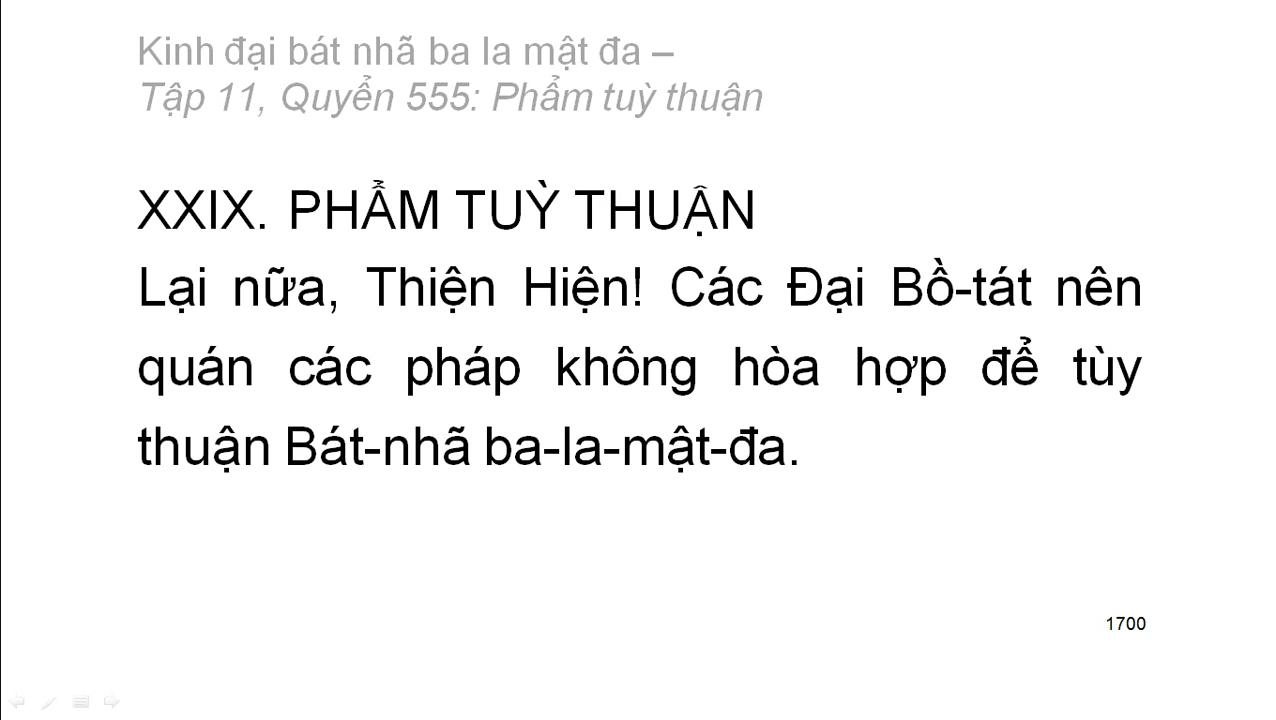 Kinh đại bát nhã ba la mật đa –
Tập 11, Quyển 555: Phẩm tuỳ thuận
XXIX. PHẨM TUỲ THUẬN
Lại nữa, Thiện Hiện! Các Đại Bồ-tát nên
quán các pháp không hòa hợp để tùy
thuận Bát-nhã ba-la-mật-đa.
1700